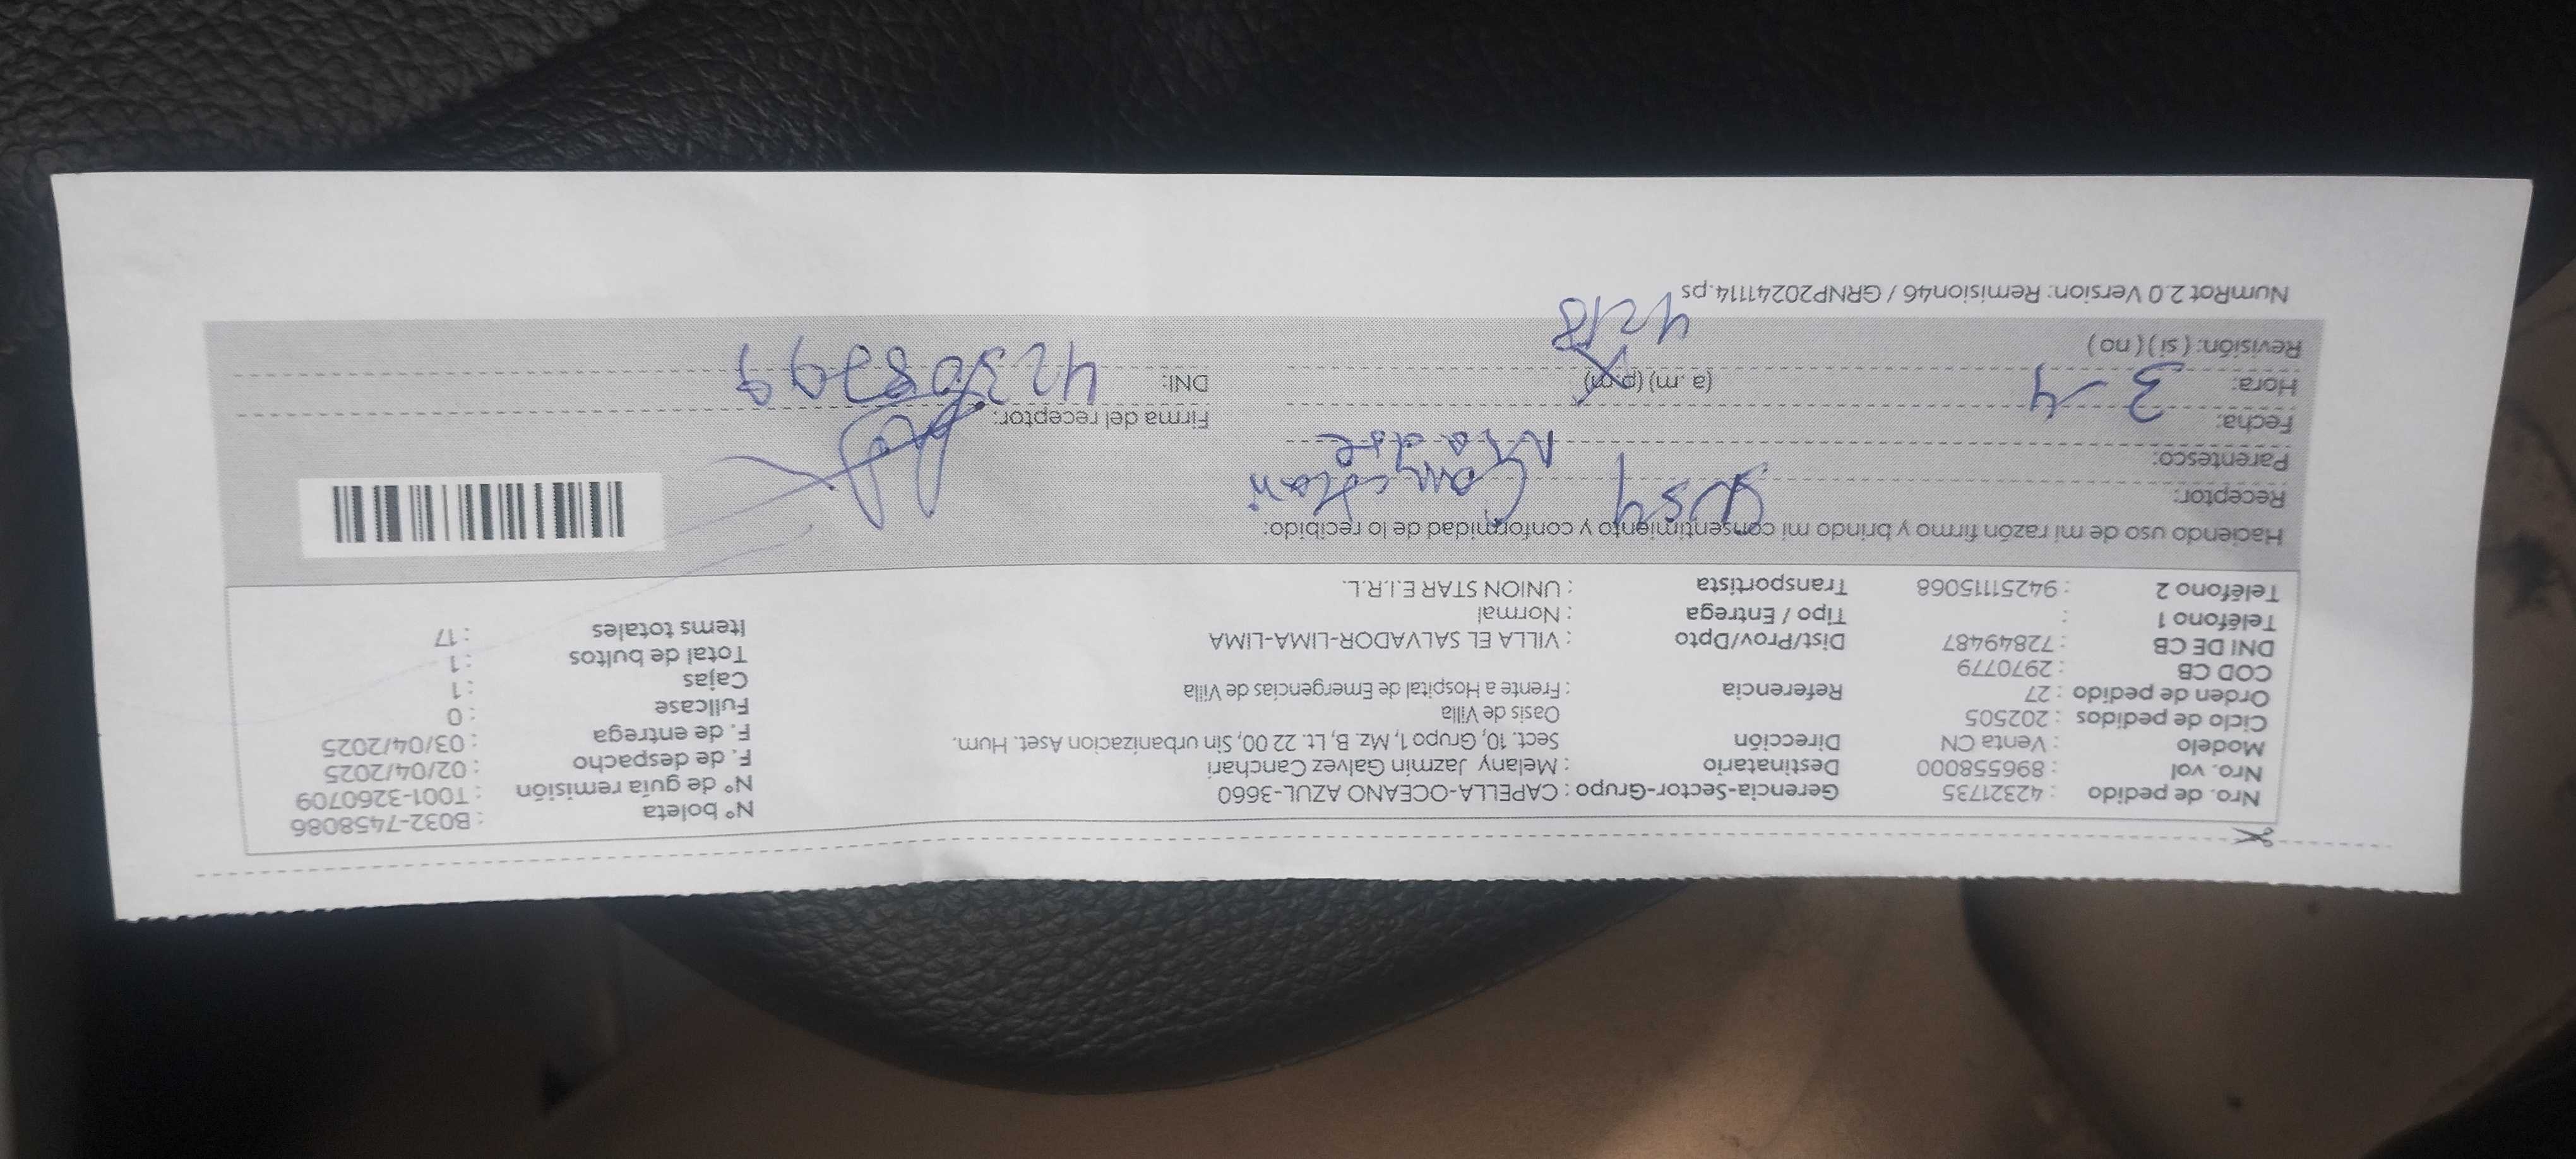 Nro. de pedido : 42321735 Gerencia-Sector-Grupo : CAPELLA-OCEANO AZUL-3660 N° boleta : B032-7458086
Nro. vol : 896558000 Destinatario : Melany Jazmin Galvez Canchari N° de guía remisión : T001-3260709
Modelo : Venta CN Dirección Sect. 10, Grupo 1, Mz. B, Lt. 22 00, Sin urbanizacion Aset. Hum. F. de despacho : 02/04/2025
Ciclo de pedidos : 202505 Oasis de Villa F. de entrega : 03/04/2025
Orden de pedido : 27 Referencia : Frente a Hospital de Emergencias de Villa Fullcase : 0
COD CB : 2970779 Cajas : 1
DNI DE CB : 72849487 Dist/Prov/Dpto : VILLA EL SALVADOR-LIMA-LIMA Total de bultos : 1
Teléfono 1 : Tipo / Entrega : Normal Items totales : 17
Teléfono 2 : 94251115068 Transportista : UNION STAR E.I.R.L.
Haciendo uso de mi razón firmo y brindo mi consentimiento y conformidad de lo recibido:
Receptor:
Parentesco:
Fecha: 3-4 Firma del receptor:
Hora: (a. m.) (p.m) DNI:
Revisión: ( si ) ( no )
NumRot 2.0 Version: Remision46 / GRNP20241114.ps